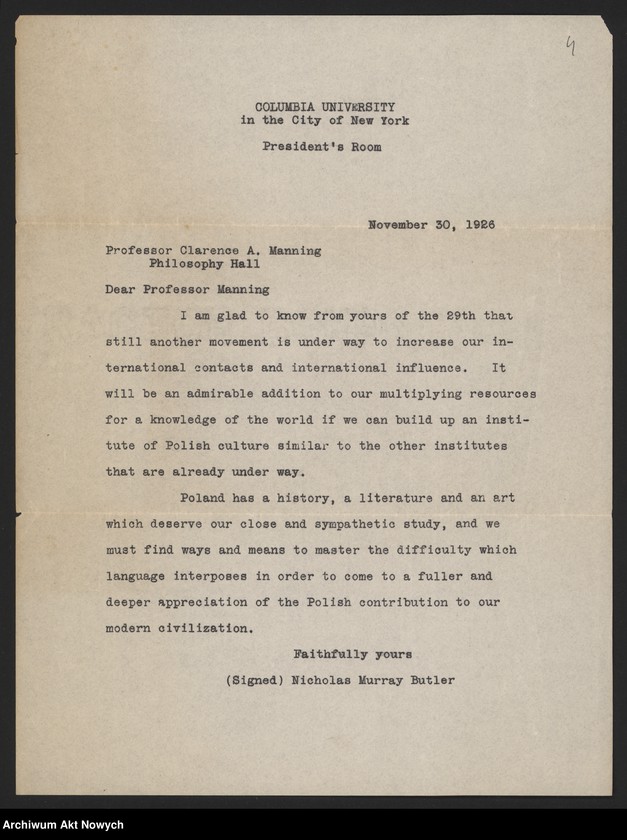 4
COLUMBIA UNIVERSITY
in the City of New York
President's Room
November 30, 1926
Professor Clarence A. Manning
Philosophy Hall
Dear Professor Manning
I am glad to know from yours of the 29th that
still another movement is under way to increase our in-
ternational contacts and international influence. It
will be an admirable addition to our multiplying resources
for a knowledge of the world if we can build up an insti-
tute of Polish culture similar to the other institutes
that are already under way.
Poland has a history, a literature and an art
which deserve our close and sympathetic study, and we
must find ways and means to master the difficulty which
language interposes in order to come to a fuller and
deeper appreciation of the Polish contribution to our
modern civilization.
Faithfully yours
(Signed) Nicholas Murray Butler
Archiwum Akt Nowych